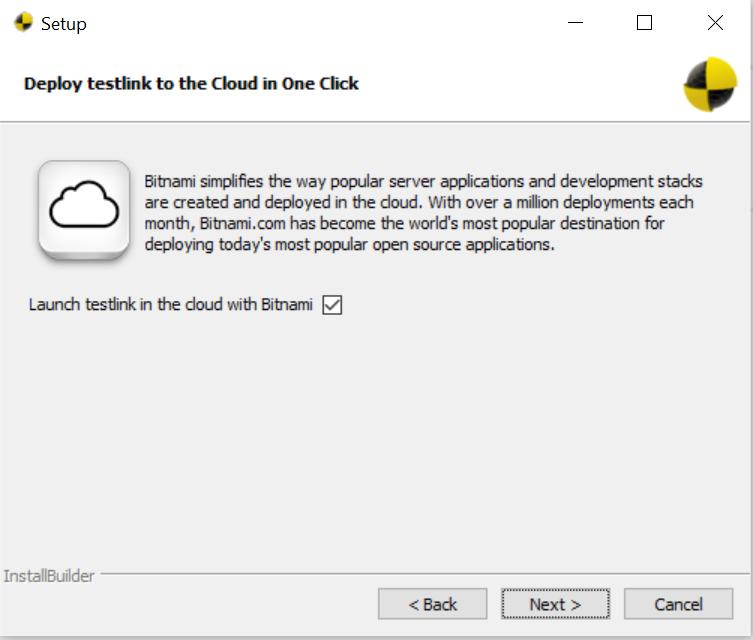 Setup
Deploy testlink to the Cloud in One Click
Bitnami simplifies the way popular server applications and development stacks
are created and deployed in the cloud. With over a million deployments each
month, Bitnami.com has become the world's most popular destination for
deploying today's most popular open source applications.
Launch testlink in the cloud with Bitnami
InstallBuilder
< Back
Next >
Cancel